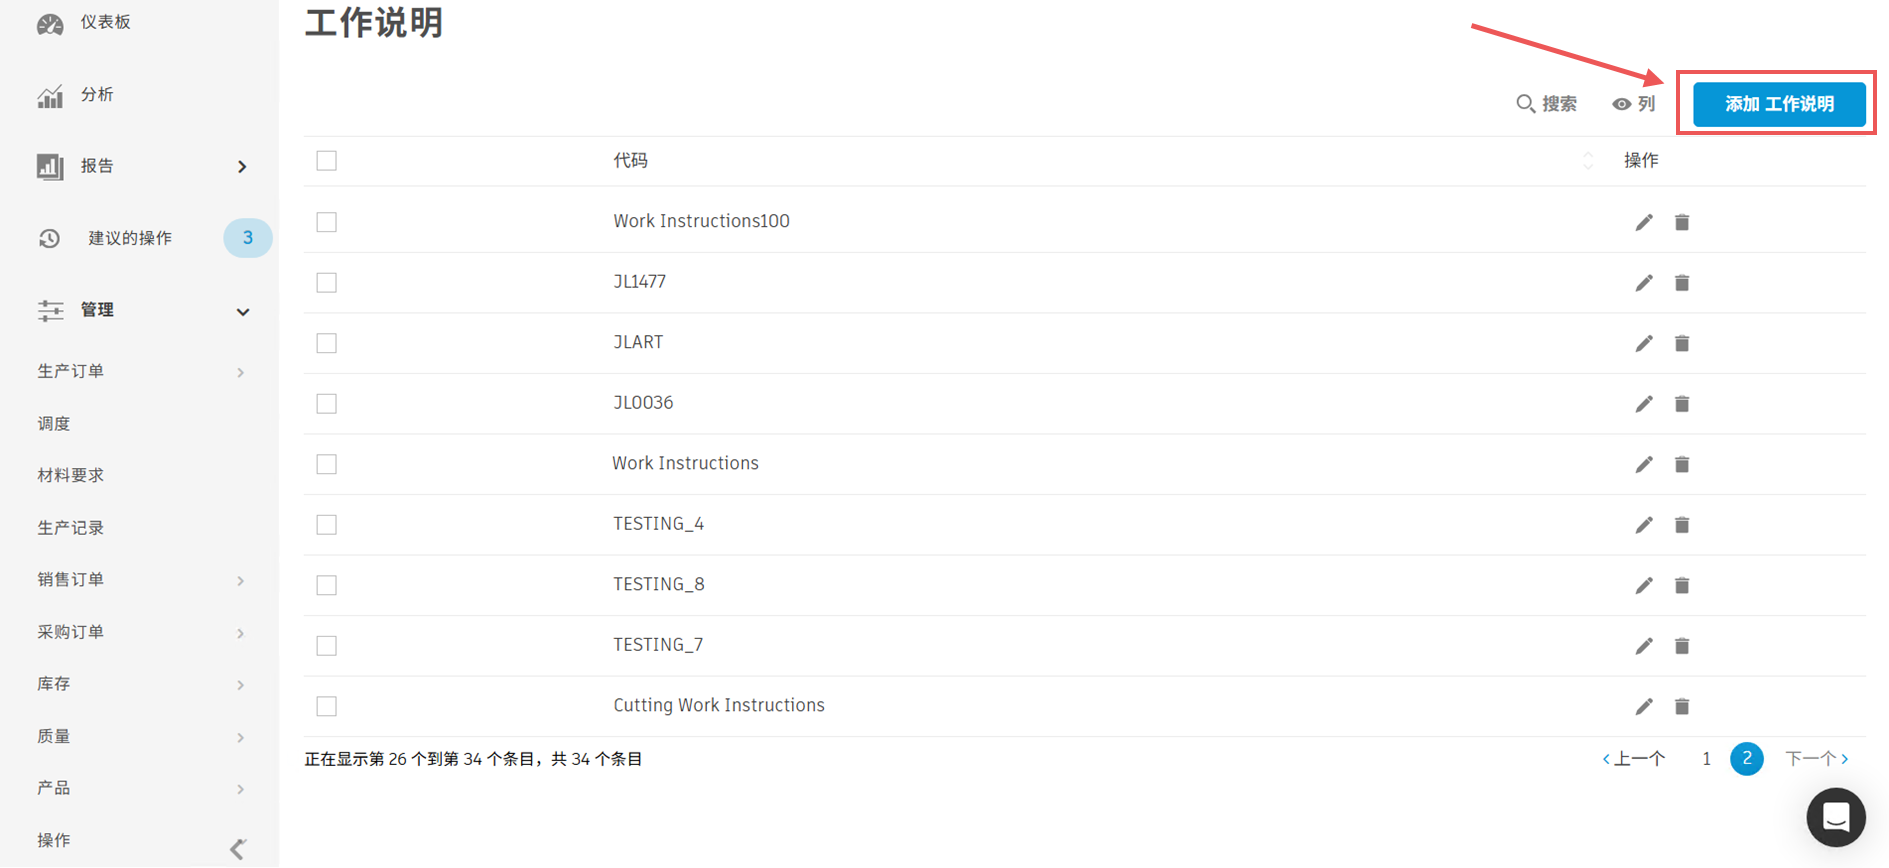 仪表板
分析
报告
建议的操作 3
管理
生产订单
调度
材料要求
生产记录
销售订单
采购订单
库存
质量
产品
操作
工作说明
搜索 列 添加 工作说明
代码 操作
Work Instructions100
JL1477
JLART
JL0036
Work Instructions
TESTING_4
TESTING_8
TESTING_7
Cutting Work Instructions
正在显示第 26 个到第 34 个条目，共 34 个条目
上一个 1 2 下一个